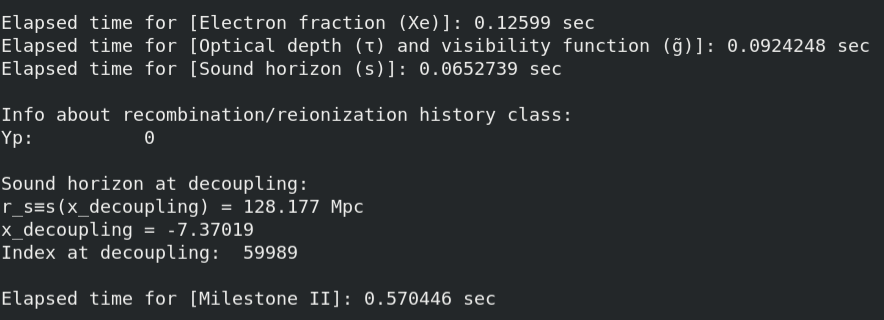 Elapsed time for [Electron fraction (Xe)]: 0.12599 sec
Elapsed time for [Optical depth (τ) and visibility function (g̃)]: 0.0924248 sec
Elapsed time for [Sound horizon (s)]: 0.0652739 sec
Info about recombination/reionization history class:
Yp:          0
Sound horizon at decoupling:
r_s≡s(x_decoupling) = 128.177 Mpc
x_decoupling = -7.37019
Index at decoupling:  59989
Elapsed time for [Milestone II]: 0.570446 sec